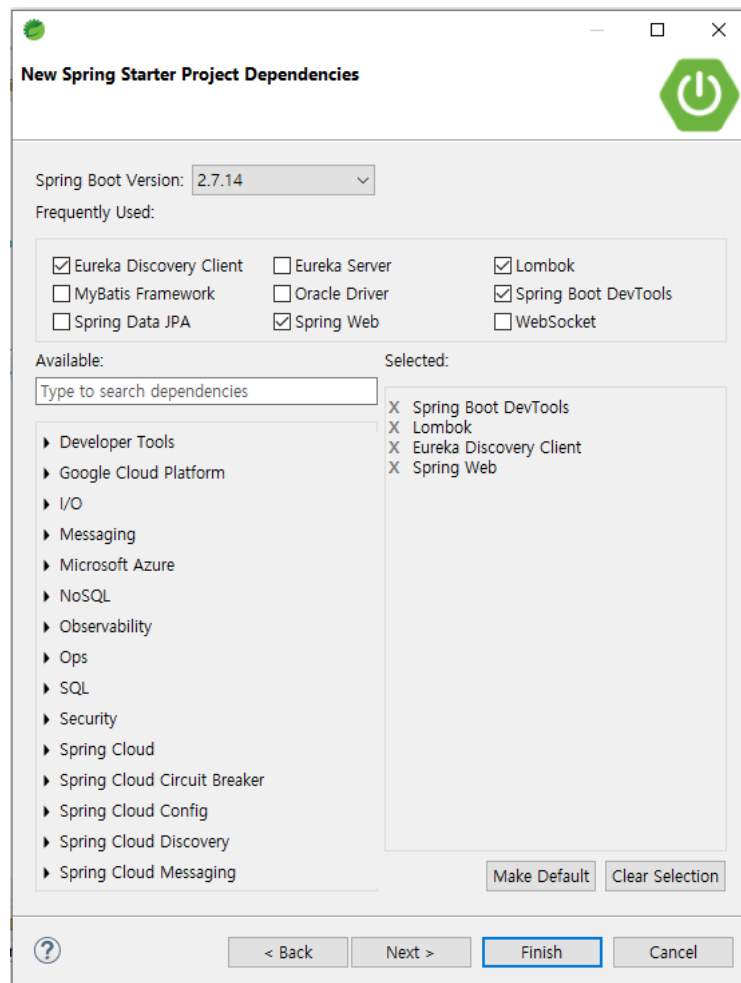 New Spring Starter Project Dependencies
Spring Boot Version: 2.7.14
Frequently Used:
Eureka Discovery Client Eureka Server Lombok
MyBatis Framework Oracle Driver Spring Boot DevTools
Spring Data JPA Spring Web WebSocket
Available:
Type to search dependencies
Developer Tools
Google Cloud Platform
I/O
Messaging
Microsoft Azure
NoSQL
Observability
Ops
SQL
Security
Spring Cloud
Spring Cloud Circuit Breaker
Spring Cloud Config
Spring Cloud Discovery
Spring Cloud Messaging
Selected:
X Spring Boot DevTools
X Lombok
X Eureka Discovery Client
X Spring Web
Make Default Clear Selection
? < Back Next > Finish Cancel